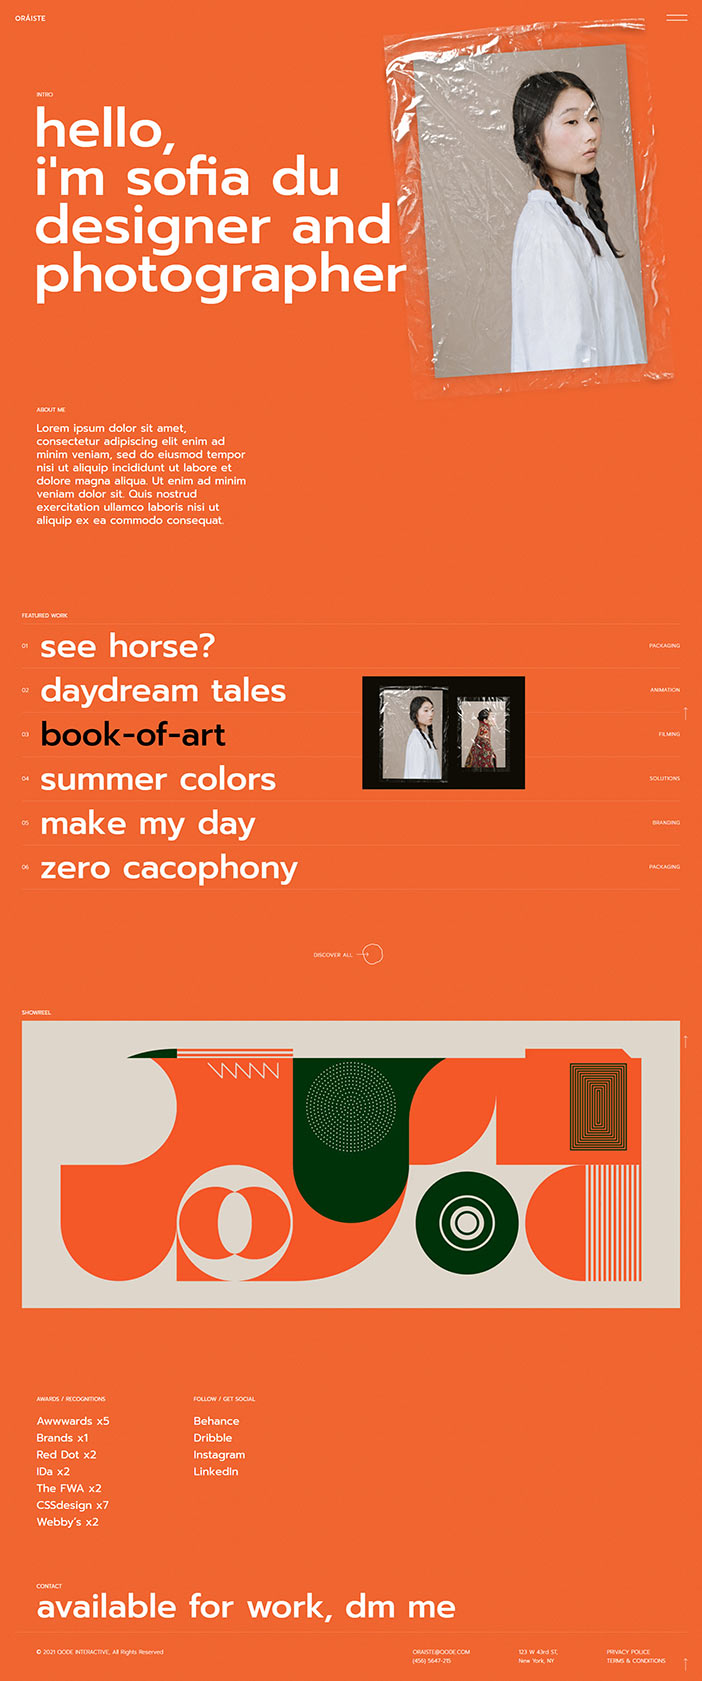 ORÁISTE
INTRO
hello,
i'm sofia du
designer and
photographer
ABOUT ME
Lorem ipsum dolor sit amet,
consectetur adipiscing elit enim ad
minim veniam, sed do eiusmod tempor
nisi ut aliquip incididunt ut labore et
dolore magna aliqua. Ut enim ad minim
veniam dolor sit. Quis nostrud
exercitation ullamco laboris nisi ut
aliquip ex ea commodo consequat.
FEATURED WORK
01 see horse? PACKAGING
02 daydream tales ANIMATION
03 book-of-art FILMING
04 summer colors SOLUTIONS
05 make my day BRANDING
06 zero cacophony PACKAGING
DISCOVER ALL
SHOWREEL
AWARDS / RECOGNITIONS
Awwwards x5
Brands x1
Red Dot x2
IDa x2
The FWA x2
CSSdesign x7
Webby's x2
FOLLOW / GET SOCIAL
Behance
Dribble
Instagram
LinkedIn
CONTACT
available for work, dm me
© 2021 QODE INTERACTIVE, All Rights Reserved
ORAISTE@QODE.COM
(456) 5647-215
123 W 43rd ST,
New York, NY
PRIVACY POLICE
TERMS & CONDITIONS